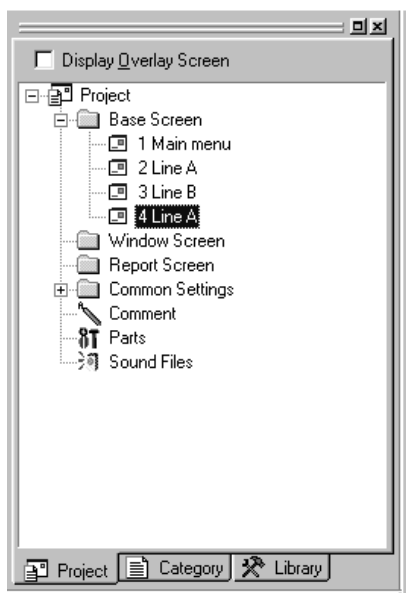 Display Overlay Screen
Project
Base Screen
1 Main menu
2 Line A
3 Line B
4 Line A
Window Screen
Report Screen
Common Settings
Comment
Parts
Sound Files
Project Category Library